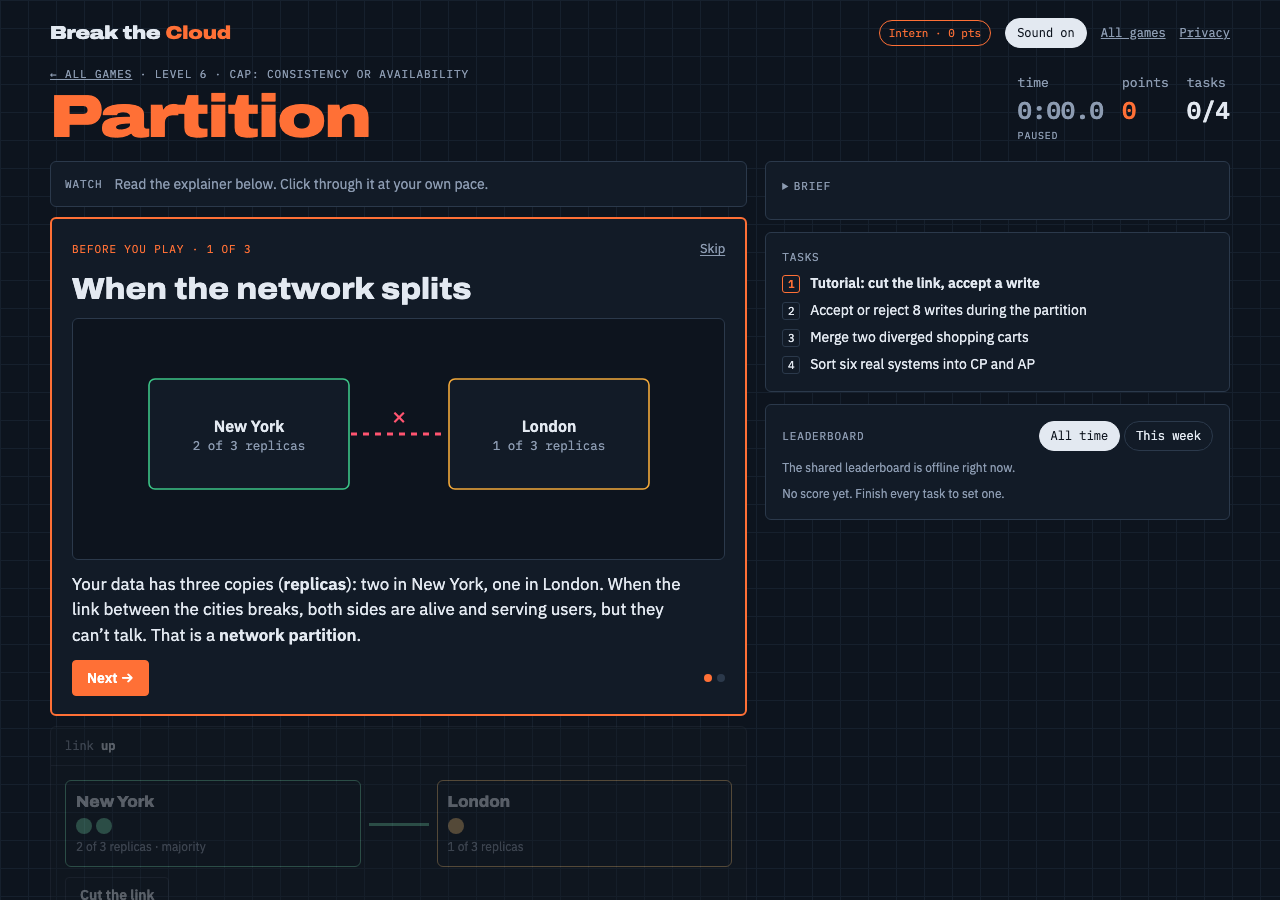 Break the Cloud
Intern · 0 pts
Sound on
All games
Privacy
← ALL GAMES · LEVEL 6 · CAP: CONSISTENCY OR AVAILABILITY
Partition
time
0:00.0
PAUSED
points
0
tasks
0/4
WATCH Read the explainer below. Click through it at your own pace.
BEFORE YOU PLAY · 1 OF 3
Skip
When the network splits
New York
2 of 3 replicas
×
London
1 of 3 replicas
Your data has three copies (replicas): two in New York, one in London. When the
link between the cities breaks, both sides are alive and serving users, but they
can’t talk. That is a network partition.
Next →
link up
New York
2 of 3 replicas · majority
London
1 of 3 replicas
Cut the link
▶ BRIEF
TASKS
1 Tutorial: cut the link, accept a write
2 Accept or reject 8 writes during the partition
3 Merge two diverged shopping carts
4 Sort six real systems into CP and AP
LEADERBOARD
All time
This week
The shared leaderboard is offline right now.
No score yet. Finish every task to set one.